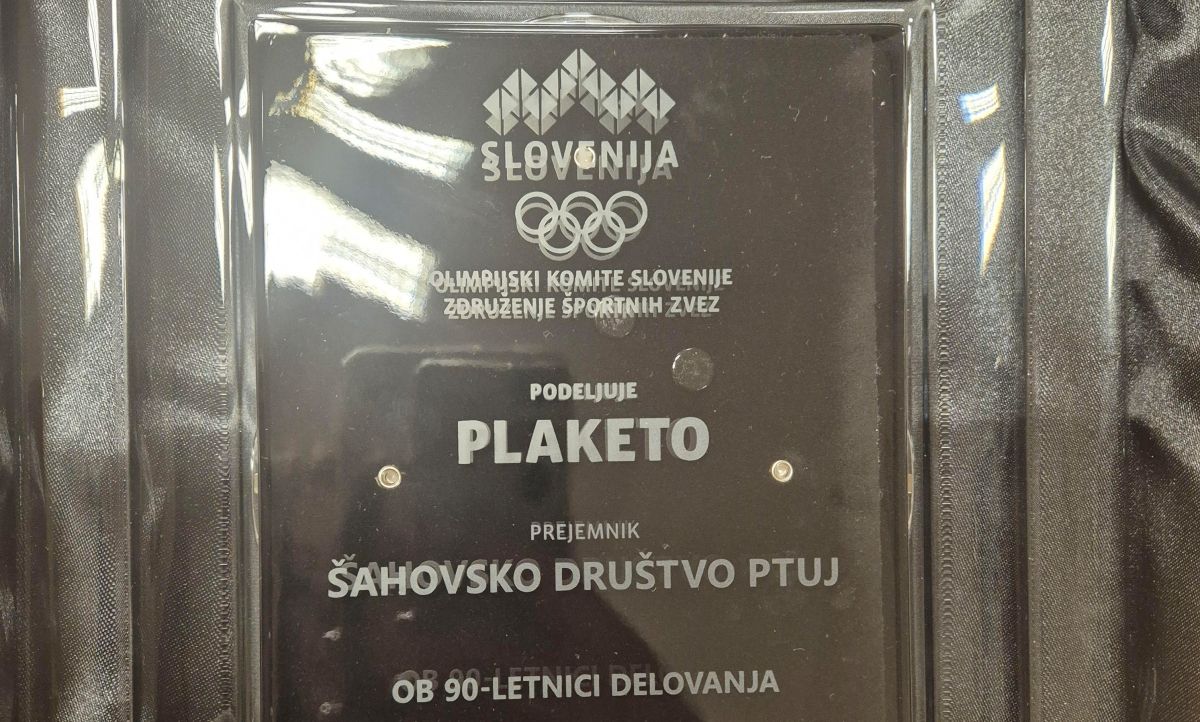 SLOVENIJA
OLIMPIJSKI KOMITE SLOVENIJE
ZDRUŽENJE ŠPORTNIH ZVEZ
PODELJUJE
PLAKETO
PREJEMNIK
ŠAHOVSKO DRUŠTVO PTUJ
OB 90-LETNICI DELOVANJA